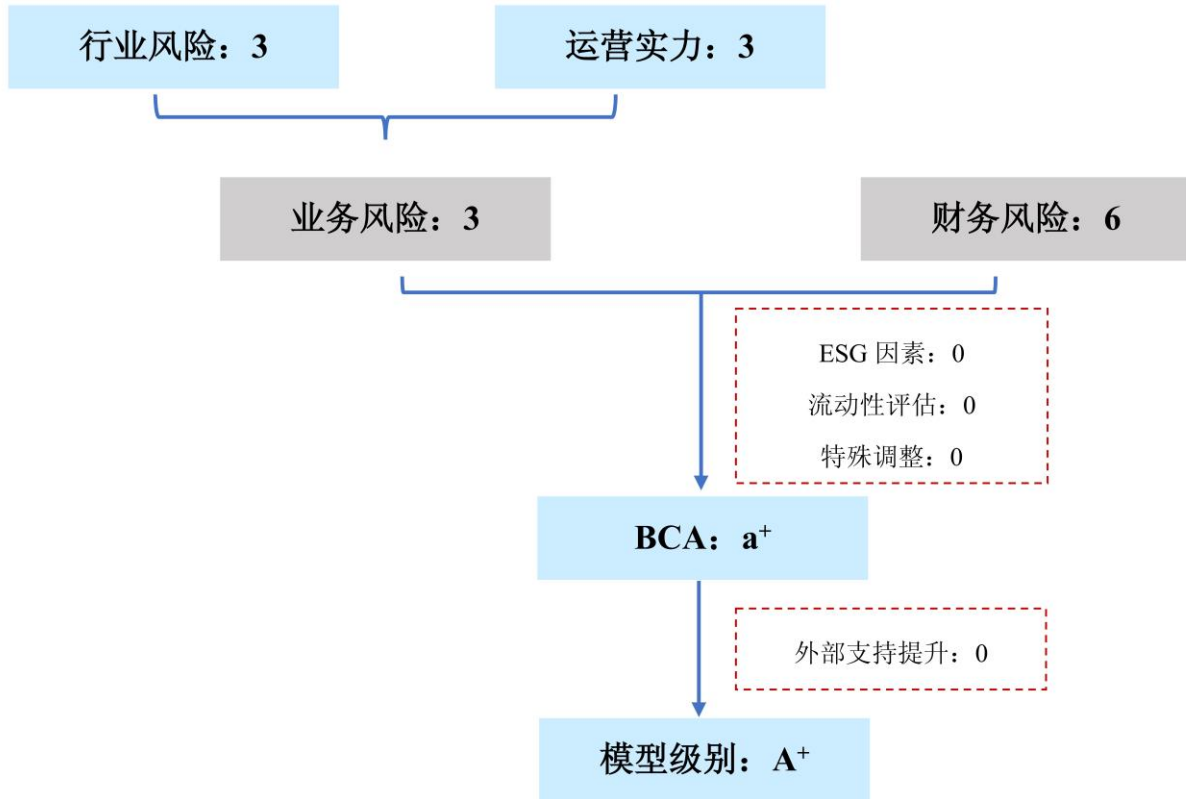 行业风险：3
运营实力：3
业务风险：3
财务风险：6
ESG 因素：0
流动性评估：0
特殊调整：0
BCA：a⁺
外部支持提升：0
模型级别：A⁺